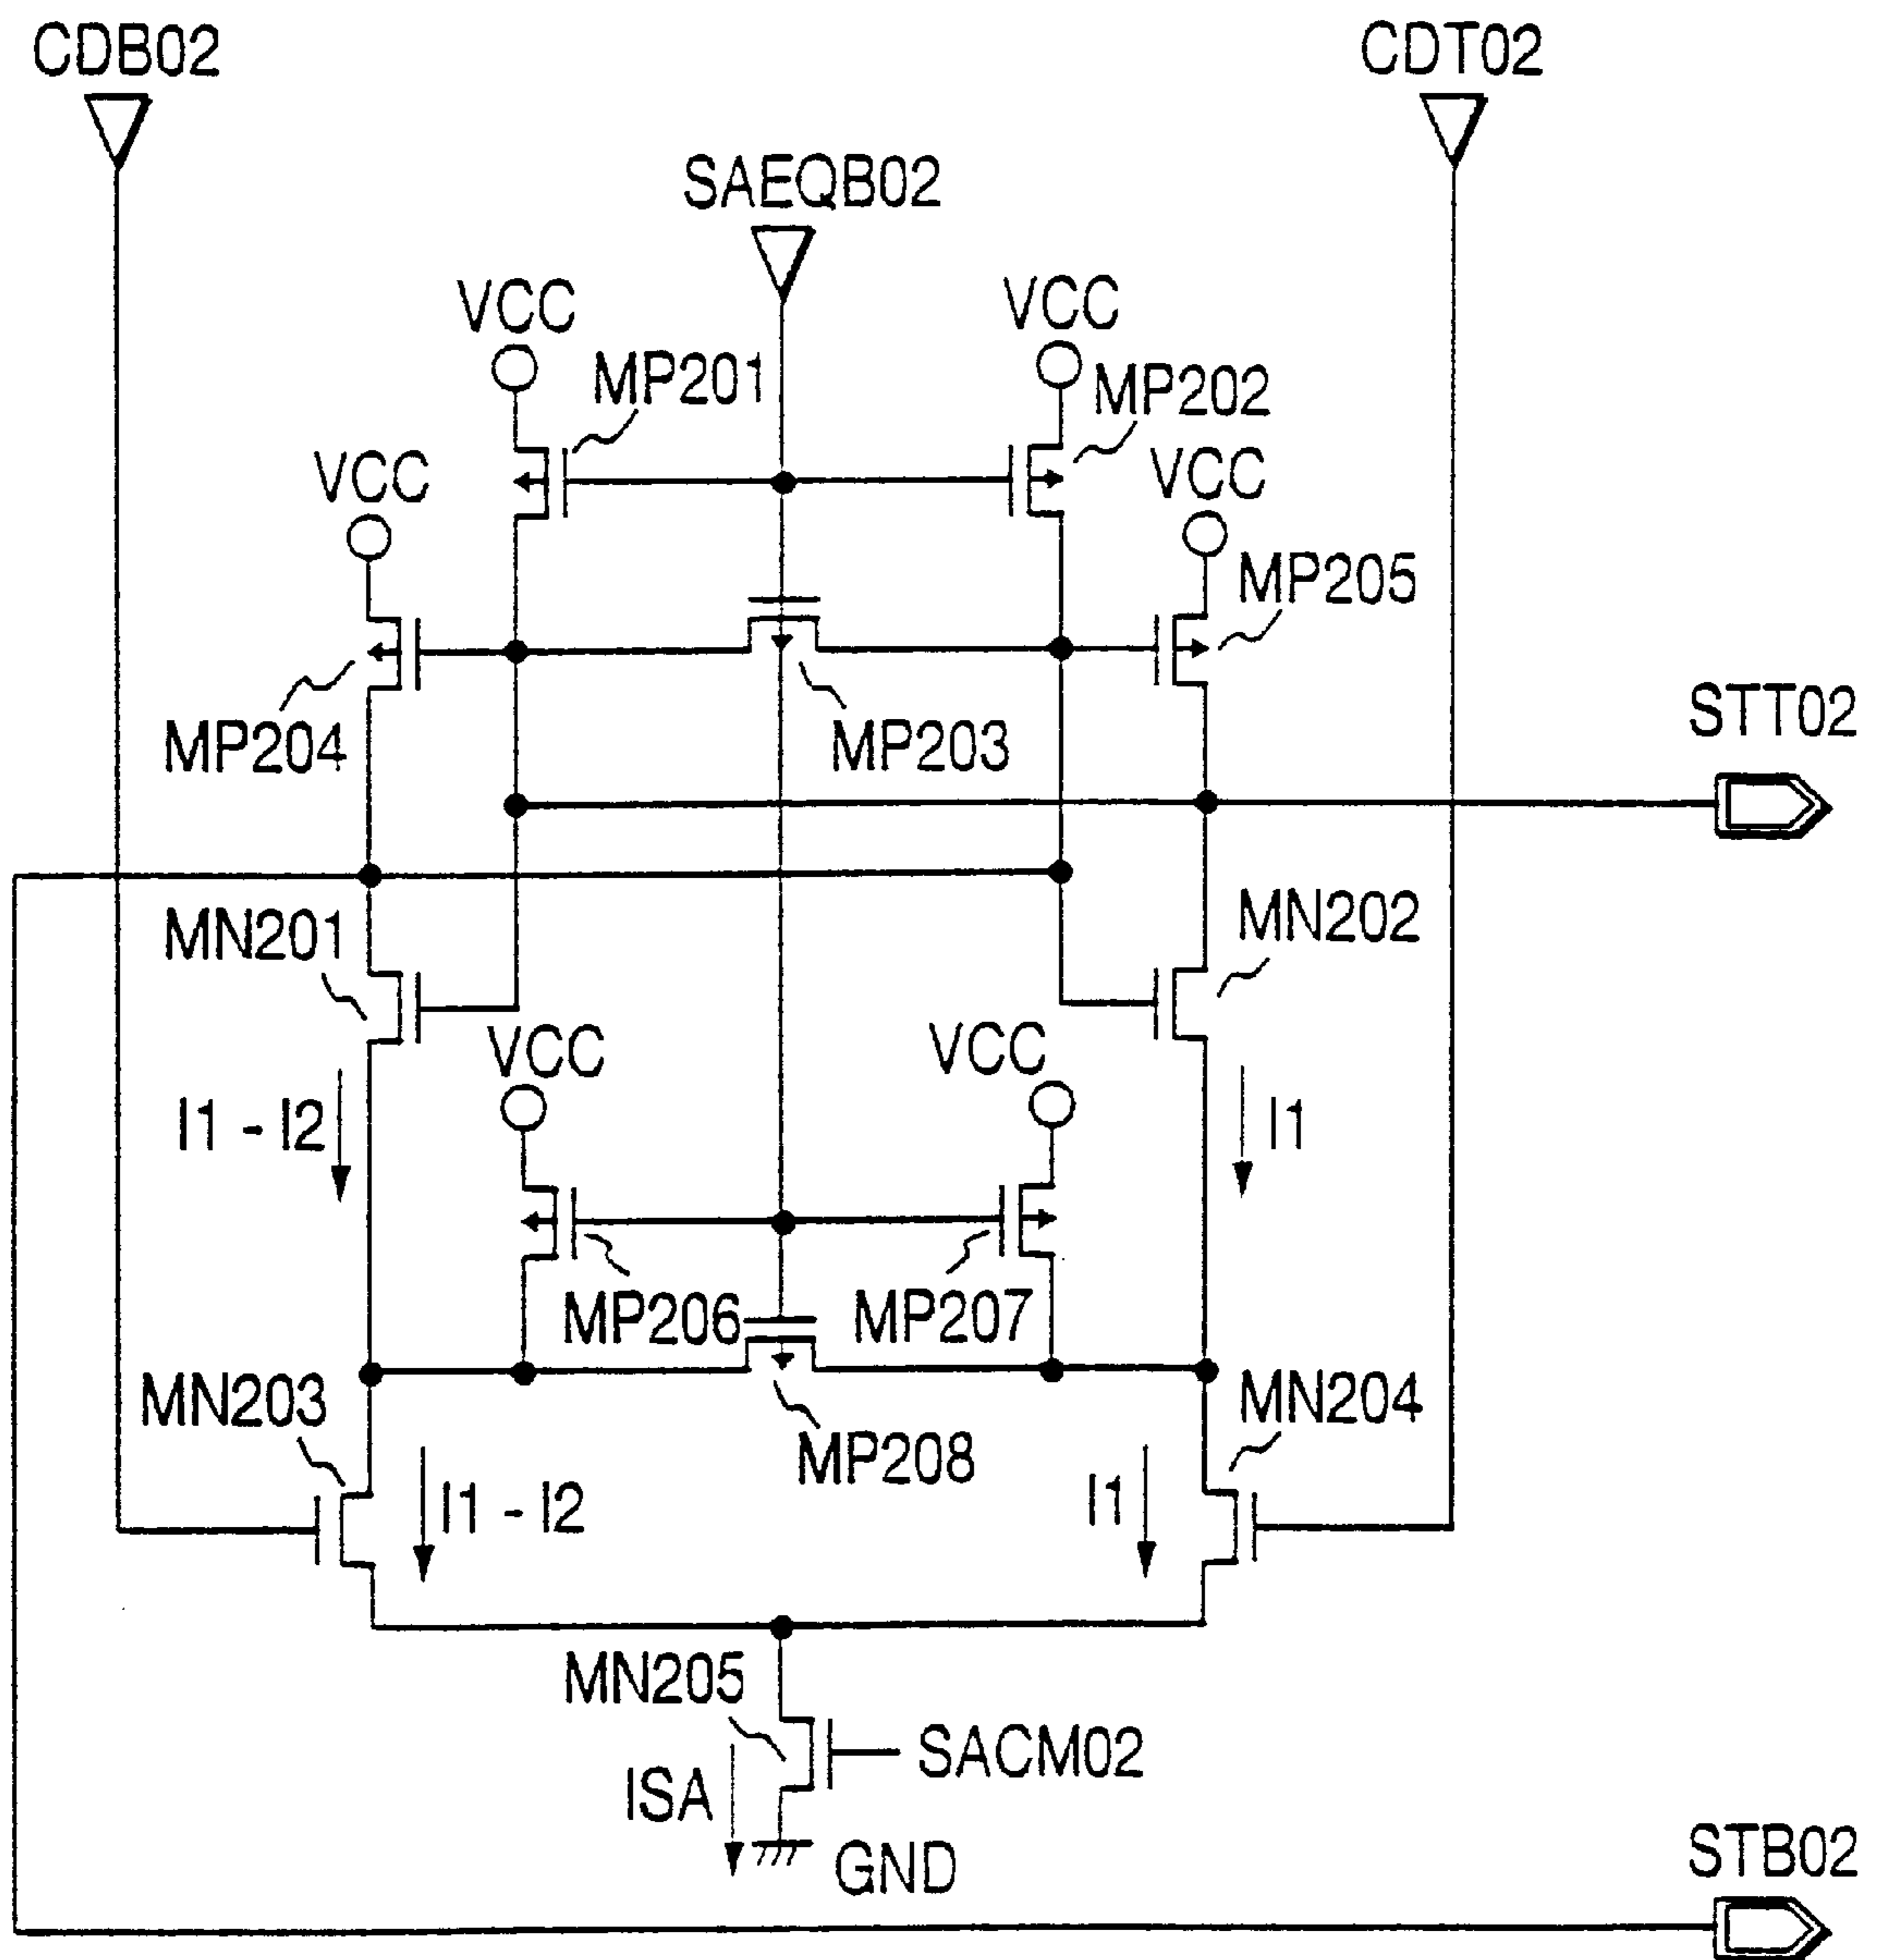 CDB02
CDT02
SAEQB02
VCC
VCC
MP201
MP202
VCC
VCC
MP205
MP204
MP203
STT02
MN201
MN202
VCC
VCC
I1 - I2
I1
MP206
MP207
MN203
MN204
MP208
I1 - I2
I1
MN205
SACM02
ISA
GND
STB02